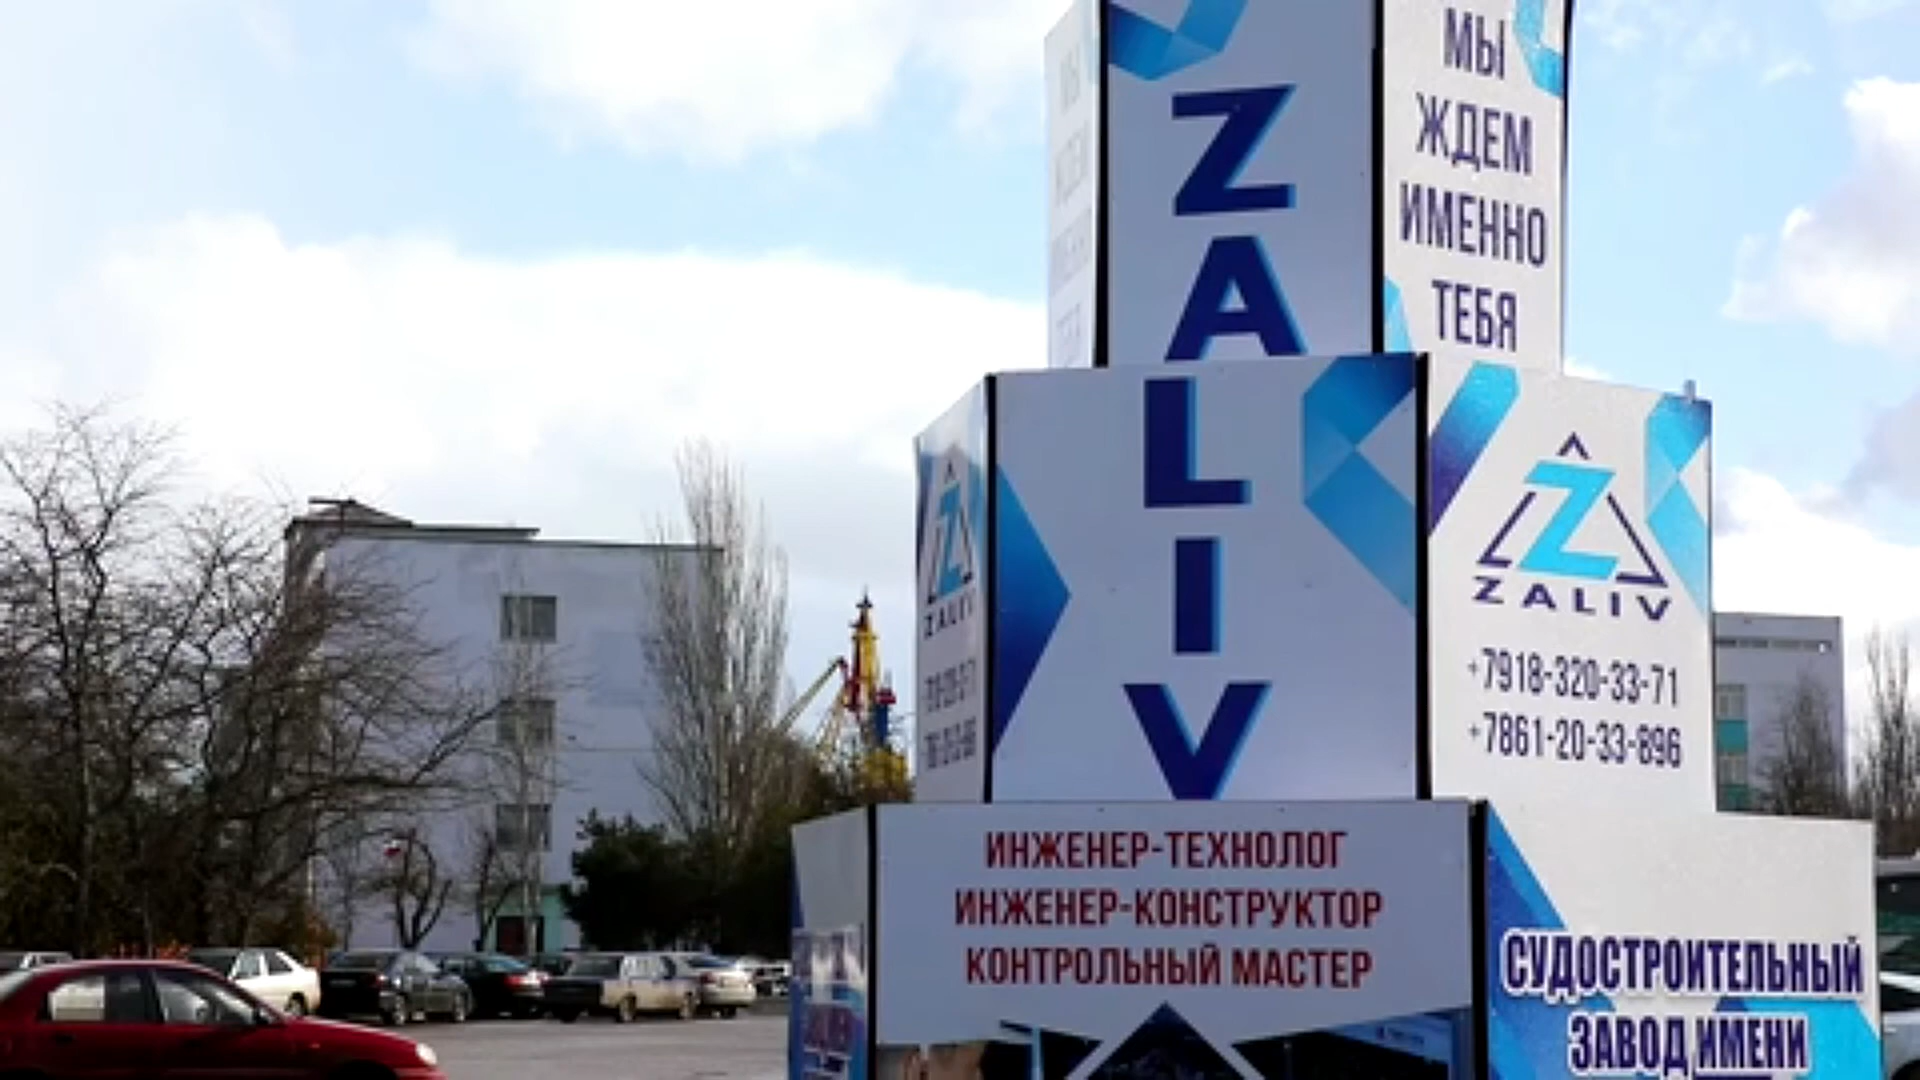 ZALIV
МЫ
ЖДЕМ
ИМЕННО
ТЕБЯ
ZALIV
ZALIV
+7918-320-33-71
+7861-20-33-896
ИНЖЕНЕР-ТЕХНОЛОГ
ИНЖЕНЕР-КОНСТРУКТОР
КОНТРОЛЬНЫЙ МАСТЕР
СУДОСТРОИТЕЛЬНЫЙ
ЗАВОД ИМЕНИ